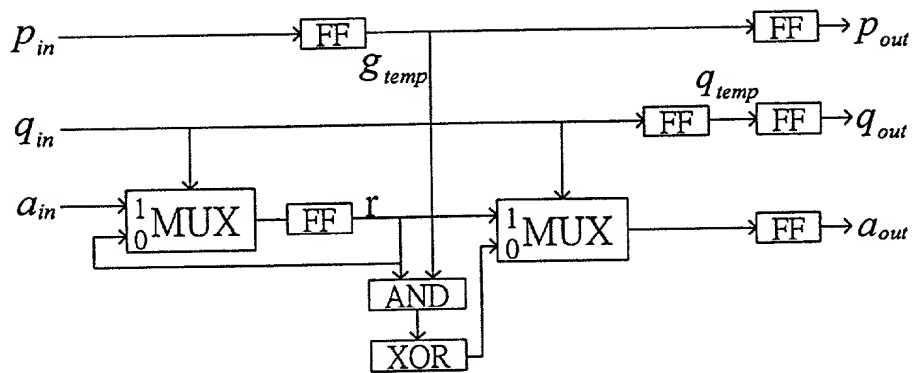 p_in FF FF p_out
g_temp
q_temp
q_in FF FF q_out
a_in 1 MUX FF r 1 MUX FF a_out
0 0
AND
XOR